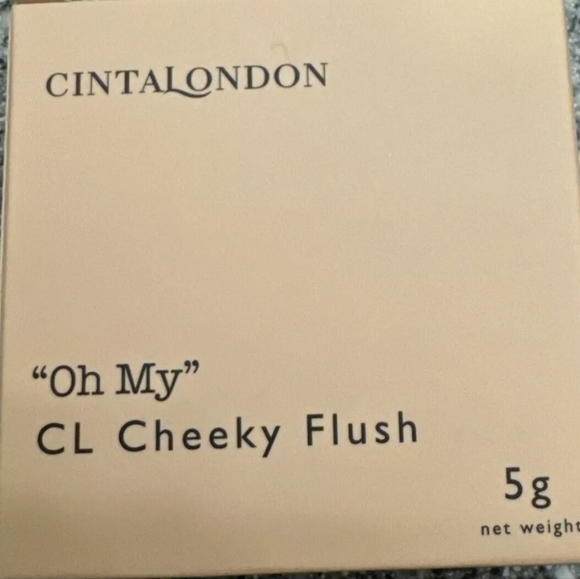 CINTALONDON
“Oh My”
CL Cheeky Flush
5g
net weight